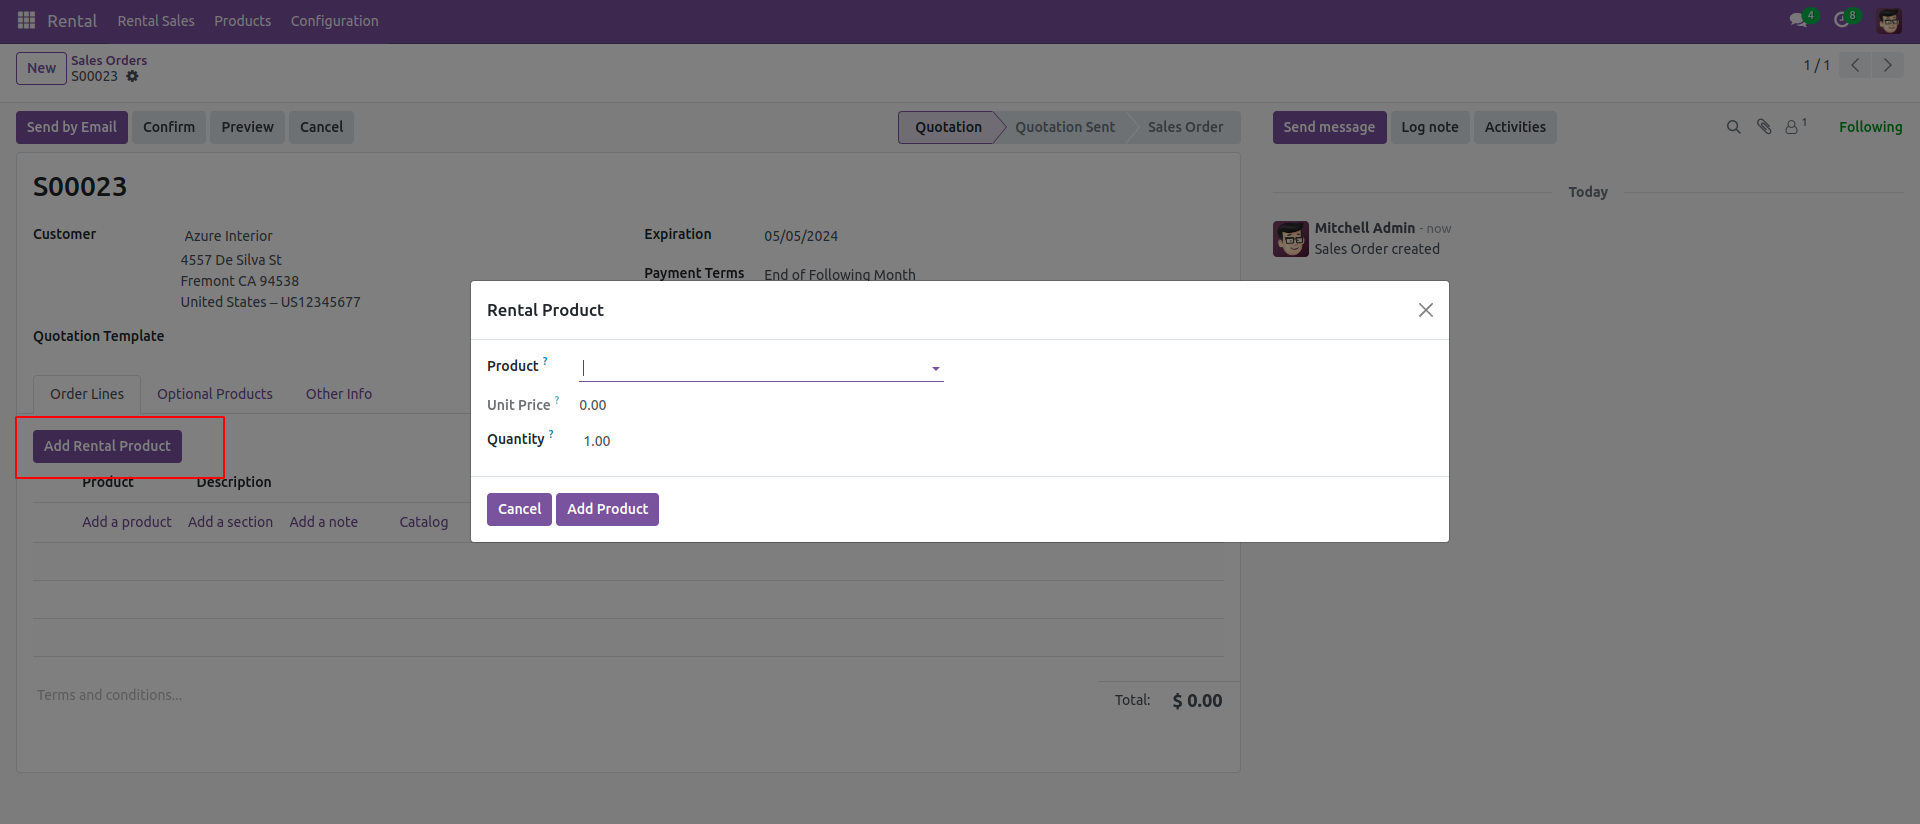 Rental Rental Sales Products Configuration 4 8
New Sales Orders
S00023
1 / 1
Send by Email Confirm Preview Cancel
Quotation Quotation Sent Sales Order
Send message Log note Activities 1 Following
S00023
Customer Azure Interior
4557 De Silva St
Fremont CA 94538
United States – US12345677
Quotation Template
Expiration 05/05/2024
Payment Terms End of Following Month
Today
Mitchell Admin - now
Sales Order created
Order Lines Optional Products Other Info
Add Rental Product
Product Description
Add a product Add a section Add a note Catalog
Rental Product
Product ?
Unit Price ? 0.00
Quantity ? 1.00
Cancel Add Product
Terms and conditions...
Total: $ 0.00